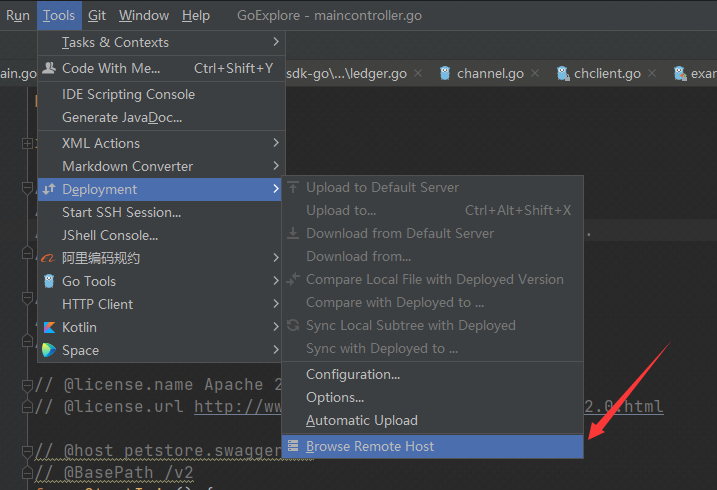 Run Tools Git Window Help GoExplore - maincontroller.go
Tasks & Contexts
ain.go Code With Me... Ctrl+Shift+Y sdk-go\...\ledger.go channel.go chclient.go exar
IDE Scripting Console
Generate JavaDoc...
XML Actions
Markdown Converter
Deployment Upload to Default Server
Start SSH Session... Upload to... Ctrl+Alt+Shift+X
JShell Console... Download from Default Server
阿里编码规约 Download from...
Go Tools Compare Local File with Deployed Version
HTTP Client Compare with Deployed to ...
Kotlin Sync Local Subtree with Deployed
Space Sync with Deployed to ...
Configuration...
// @license.name Apache 2
Options...
// @license.url http://ww 2.0.html
Automatic Upload
Browse Remote Host
// @host petstore.swagger
// @BasePath /v2